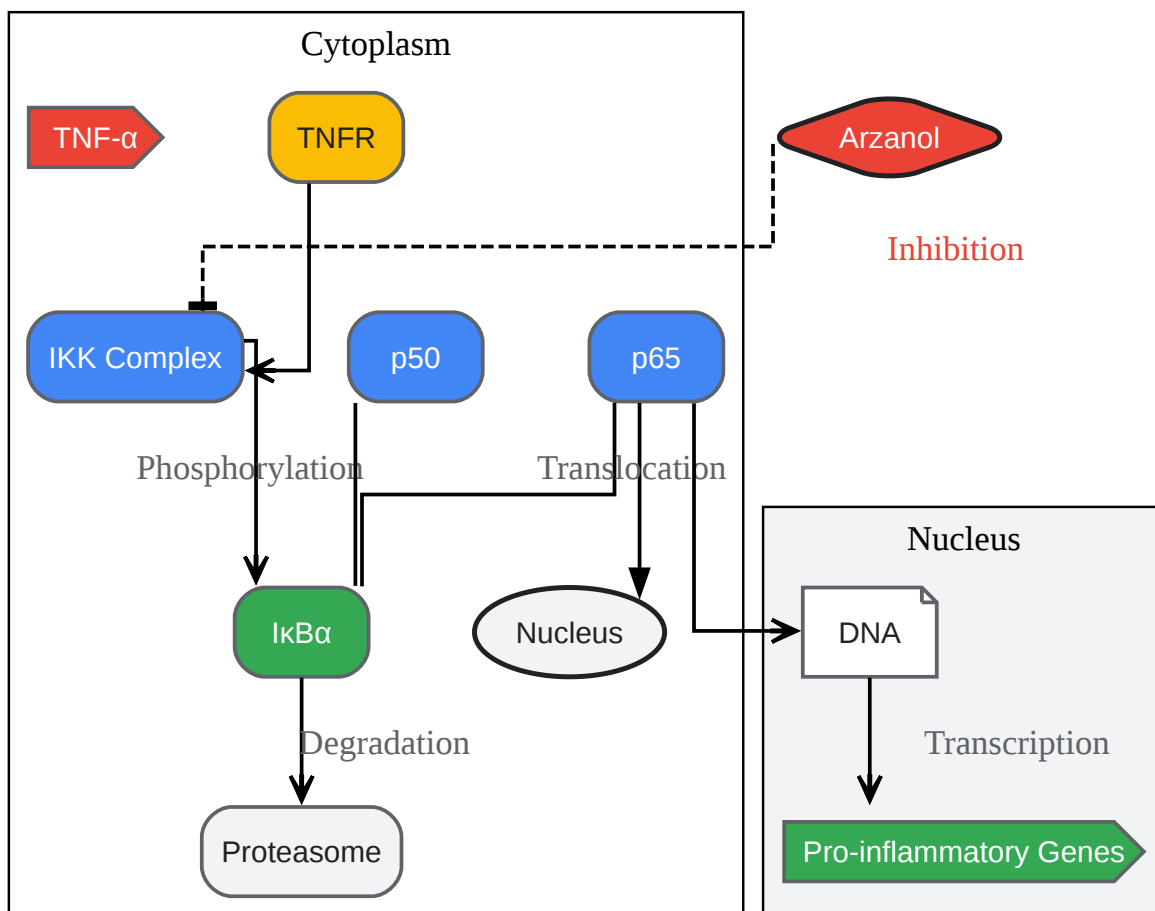 Cytoplasm
TNF-α
TNFR
Arzanol
Inhibition
IKK Complex
p50
p65
Phosphorylation
Translocation
Nucleus
IκBα
Nucleus
DNA
Degradation
Transcription
Proteasome
Pro-inflammatory Genes